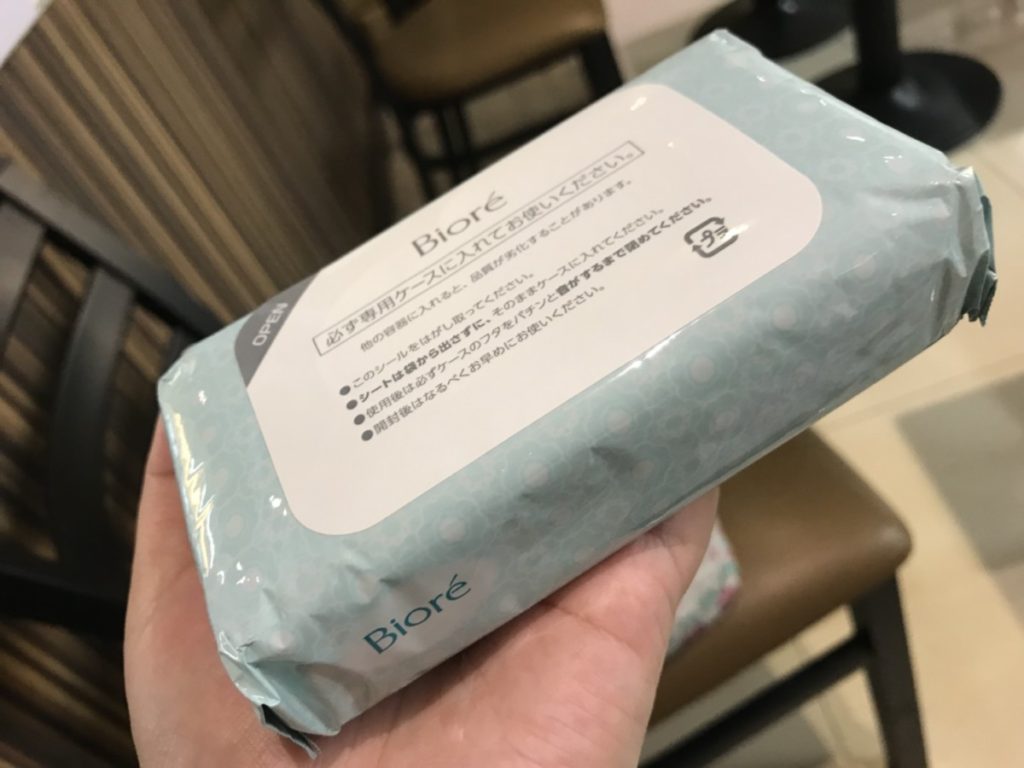 OPEN
Bioré
必ず専用ケースに入れてお使いください。
他の容器に入れると、品質が劣化することがあります。
●このシールをはがし取ってください。
●シートは袋から出さずに、そのままケースに入れてください。
●使用後は必ずケースのフタをパチンと音がするまで閉めてください。
●開封後はなるべくお早めにお使いください。
プラ
Bioré